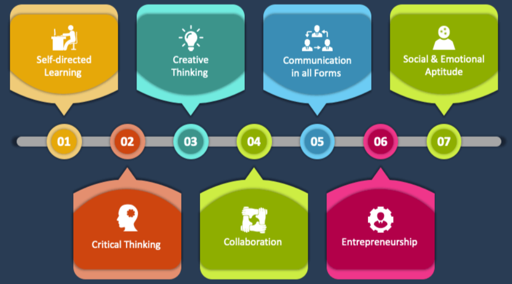 Self-directed
Learning
Creative
Thinking
Communication
in all Forms
Social & Emotional
Aptitude
01
02
03
04
05
06
07
Critical Thinking
Collaboration
Entrepreneurship